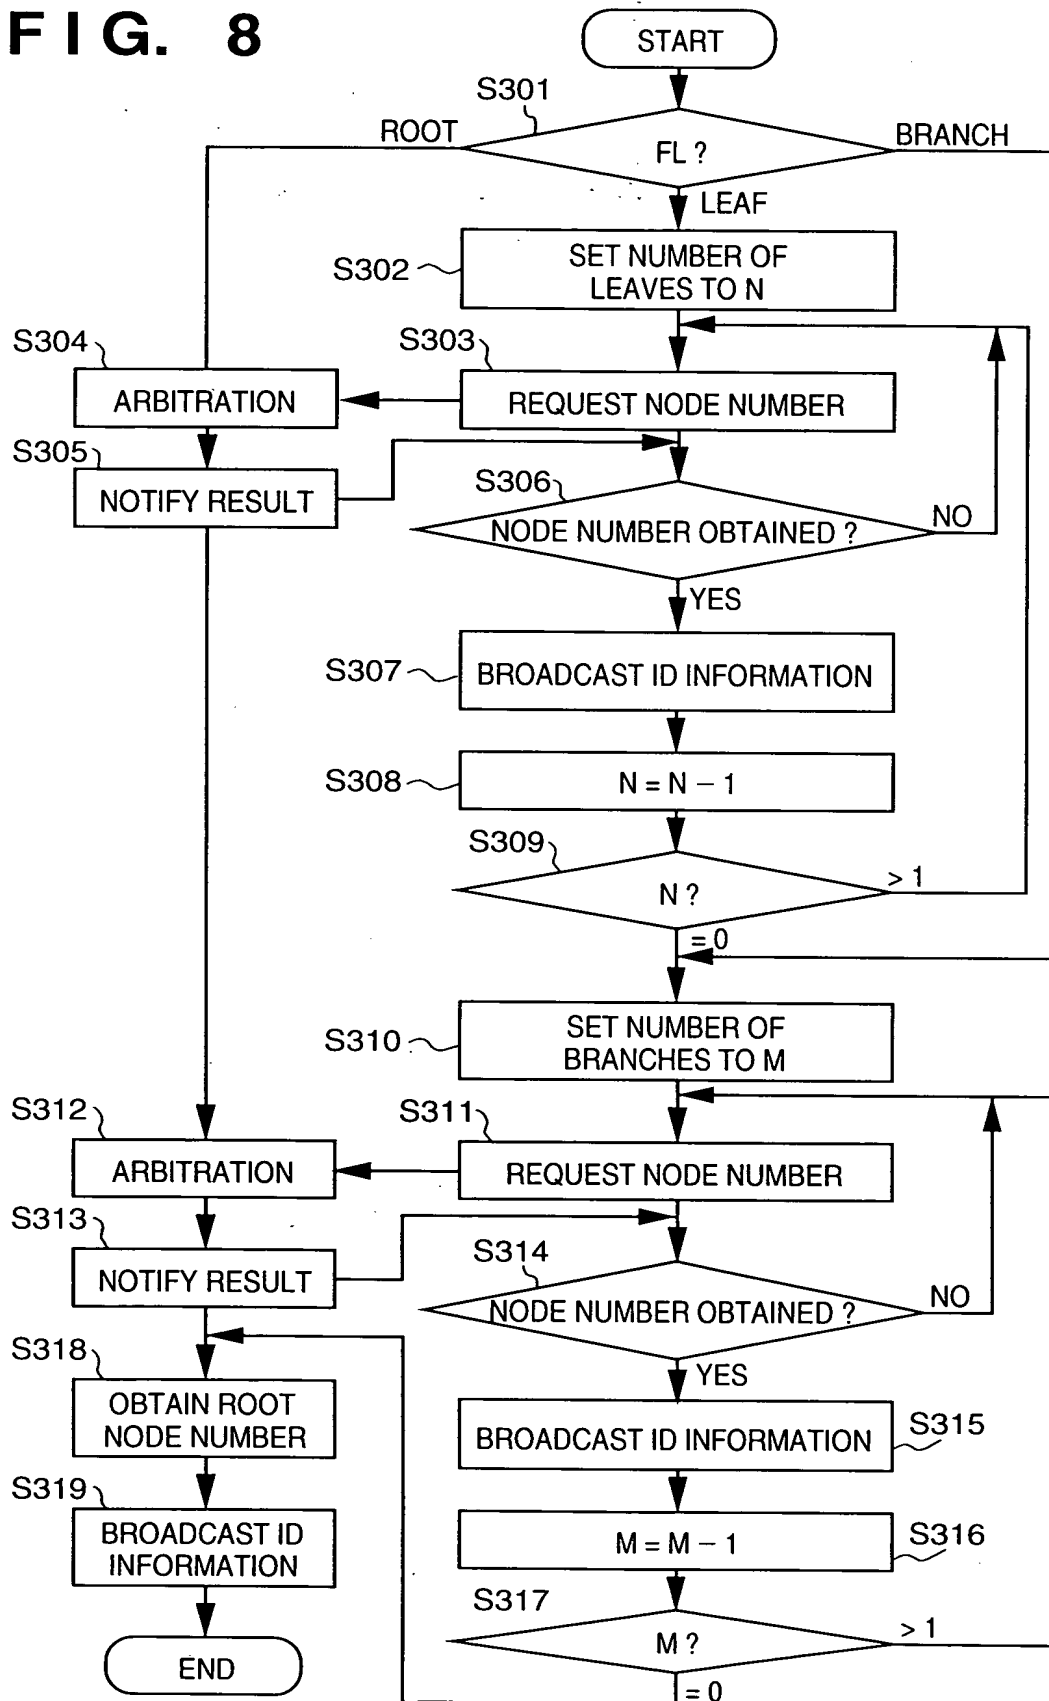 FIG. 8
START
S301
ROOT
FL ?
BRANCH
LEAF
S302
SET NUMBER OF
LEAVES TO N
S304
S303
ARBITRATION
REQUEST NODE NUMBER
S305
NOTIFY RESULT
S306
NODE NUMBER OBTAINED ?
NO
YES
S307
BROADCAST ID INFORMATION
S308
N = N − 1
S309
N ?
> 1
= 0
S310
SET NUMBER OF
BRANCHES TO M
S312
S311
ARBITRATION
REQUEST NODE NUMBER
S313
NOTIFY RESULT
S314
NODE NUMBER OBTAINED ?
NO
YES
S318
OBTAIN ROOT
NODE NUMBER
BROADCAST ID INFORMATION
S315
S319
BROADCAST ID
INFORMATION
M = M − 1
S316
S317
M ?
> 1
= 0
END